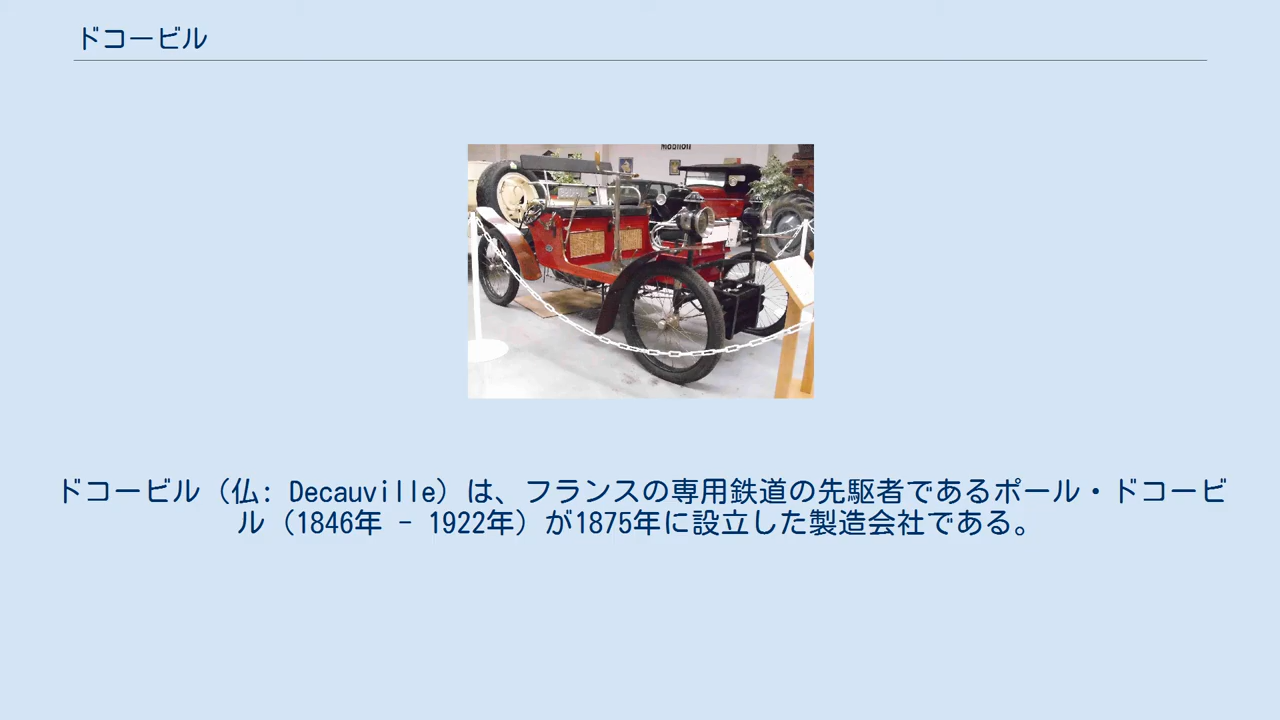 ドコービル
ドコービル（仏: Decauville）は、フランスの専用鉄道の先駆者であるポール・ドコービ
ル（1846年 - 1922年）が1875年に設立した製造会社である。